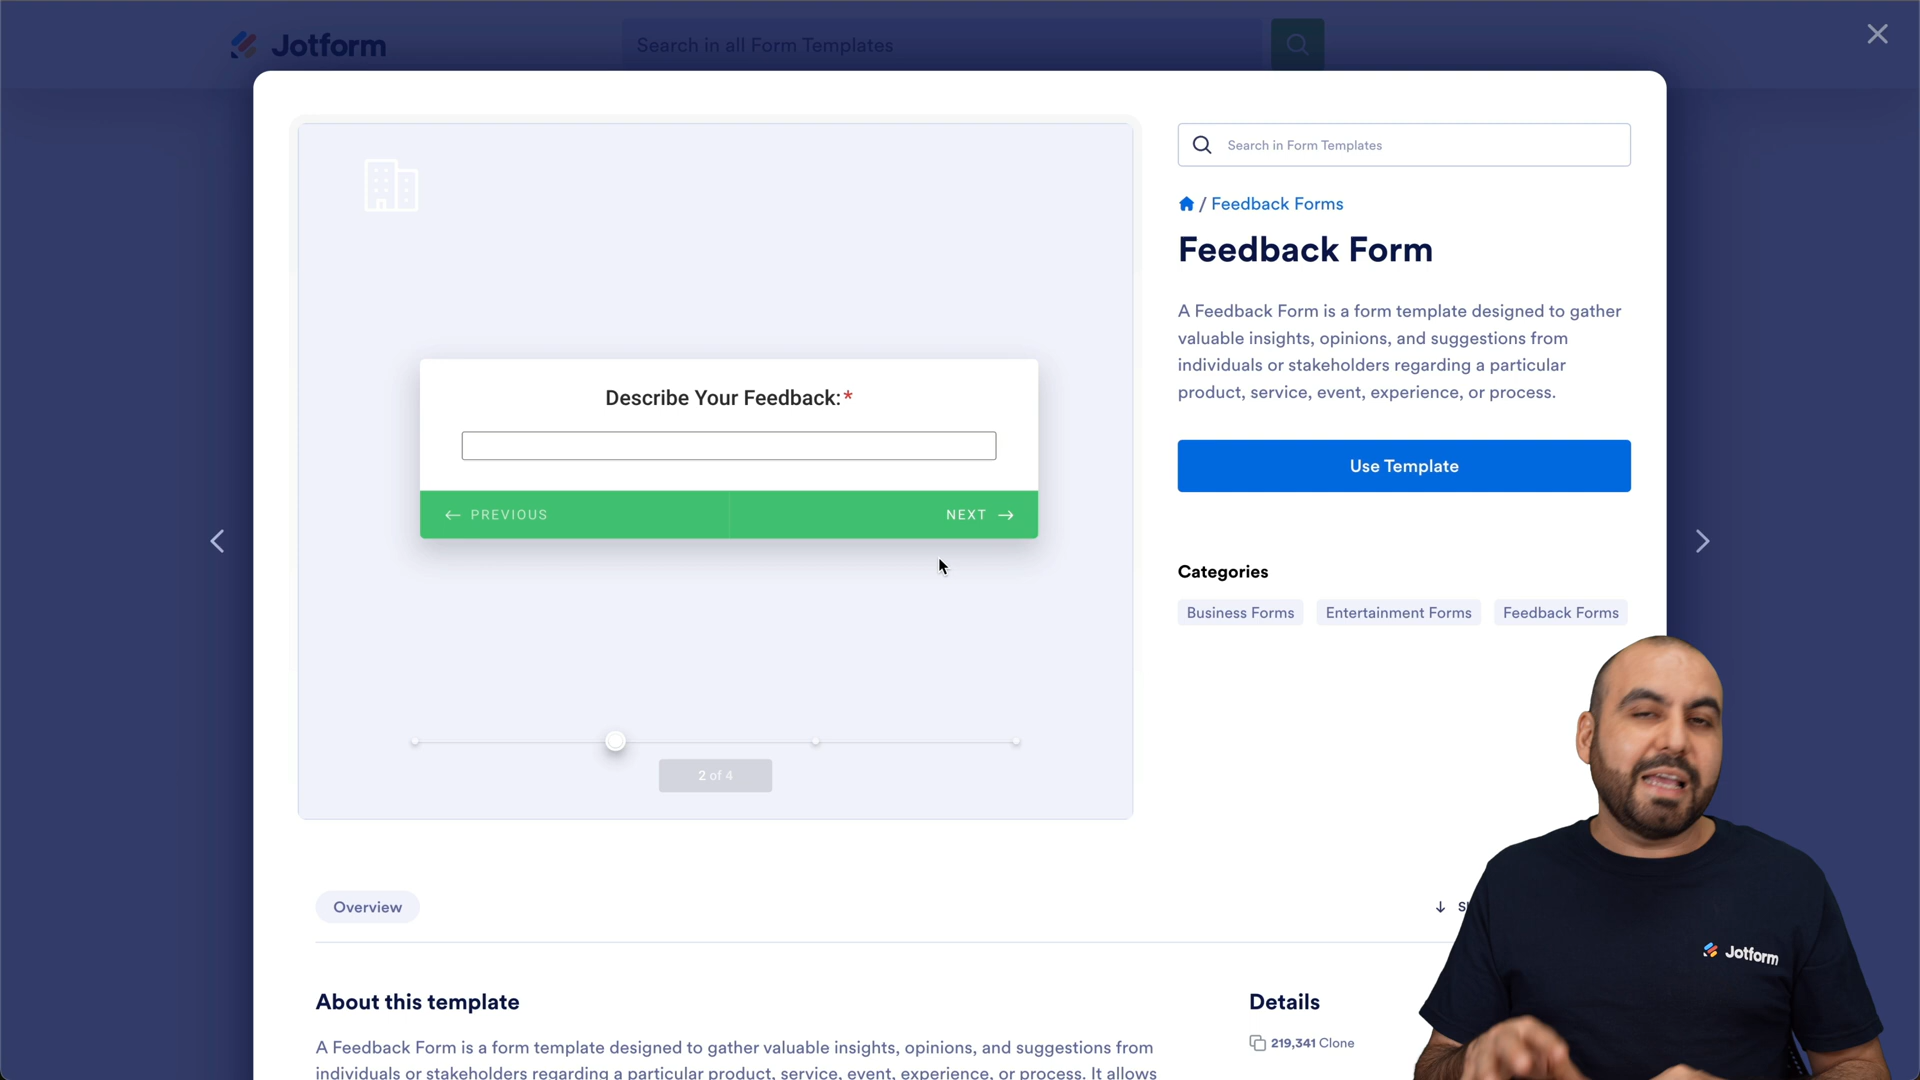 Jotform
Search in all Form Templates
Search in Form Templates
/ Feedback Forms
Feedback Form
A Feedback Form is a form template designed to gather
valuable insights, opinions, and suggestions from
individuals or stakeholders regarding a particular
product, service, event, experience, or process.
Use Template
Describe Your Feedback:*
← PREVIOUS
NEXT →
Categories
Business Forms
Entertainment Forms
Feedback Forms
2 of 4
Overview
About this template
A Feedback Form is a form template designed to gather valuable insights, opinions, and suggestions from
individuals or stakeholders regarding a particular product, service, event, experience, or process. It allows
Details
219,341 Clone
Jotform